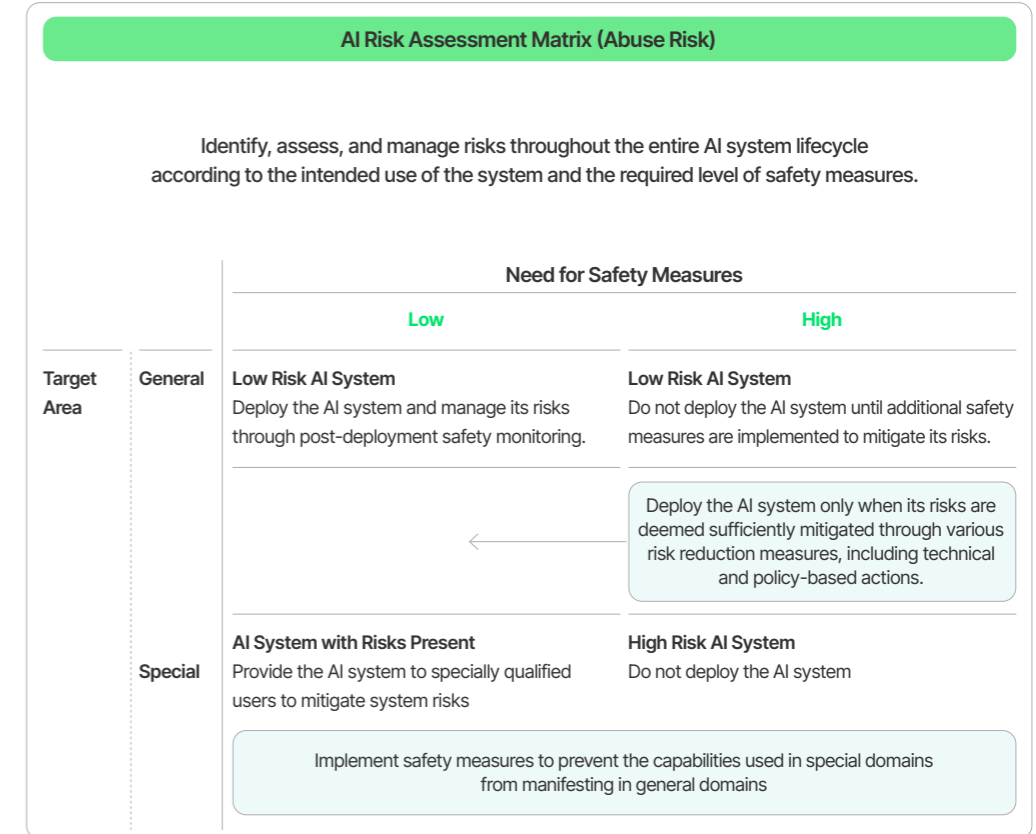 AI Risk Assessment Matrix (Abuse Risk)
Identify, assess, and manage risks throughout the entire AI system lifecycle
according to the intended use of the system and the required level of safety measures.
Need for Safety Measures
Low
High
Target
Area
General
Low Risk AI System
Deploy the AI system and manage its risks
through post-deployment safety monitoring.
Low Risk AI System
Do not deploy the AI system until additional safety
measures are implemented to mitigate its risks.
Deploy the AI system only when its risks are
deemed sufficiently mitigated through various
risk reduction measures, including technical
and policy-based actions.
Special
AI System with Risks Present
Provide the AI system to specially qualified
users to mitigate system risks
High Risk AI System
Do not deploy the AI system
Implement safety measures to prevent the capabilities used in special domains
from manifesting in general domains